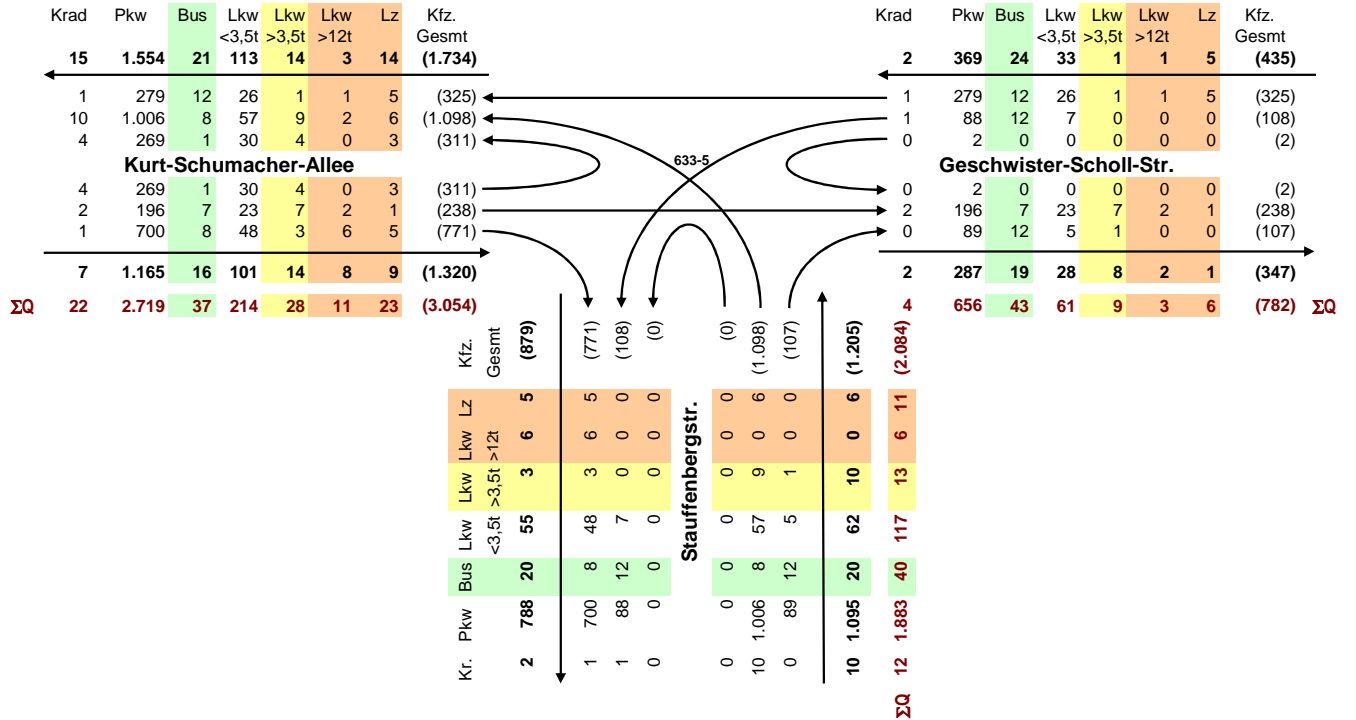 Krad Pkw Bus Lkw Lkw Lkw Lz Kfz.
<3,5t >3,5t >12t Gesmt
15 1.554 21 113 14 3 14 (1.734)
1 279 12 26 1 1 5 (325)
10 1.006 8 57 9 2 6 (1.098)
4 269 1 30 4 0 3 (311)
Kurt-Schumacher-Allee
4 269 1 30 4 0 3 (311)
2 196 7 23 7 2 1 (238)
1 700 8 48 3 6 5 (771)
7 1.165 16 101 14 8 9 (1.320)
ΣQ 22 2.719 37 214 28 11 23 (3.054)
633-5
Krad Pkw Bus Lkw Lkw Lkw Lz Kfz.
<3,5t >3,5t >12t Gesmt
2 369 24 33 1 1 5 (435)
1 279 12 26 1 1 5 (325)
1 88 12 7 0 0 0 (108)
0 2 0 0 0 0 0 (2)
Geschwister-Scholl-Str.
0 2 0 0 0 0 0 (2)
2 196 7 23 7 2 1 (238)
0 89 12 5 1 0 0 (107)
2 287 19 28 8 2 1 (347)
4 656 43 61 9 3 6 (782) ΣQ
Kr. Pkw Bus Lkw Lkw Lkw Lz Kfz.
<3,5t >3,5t >12t Gesmt
2 788 20 55 3 6 5 (879)
1 700 8 48 3 6 5 (771)
1 88 12 7 0 0 0 (108)
0 0 0 0 0 0 0 (0)
Stauffenbergstr.
0 0 0 0 0 0 0 (0)
10 1.006 8 57 9 0 6 (1.098)
0 89 12 5 1 0 0 (107)
10 1.095 20 62 10 0 6 (1.205)
ΣQ 12 1.883 40 117 13 6 11 (2.084)